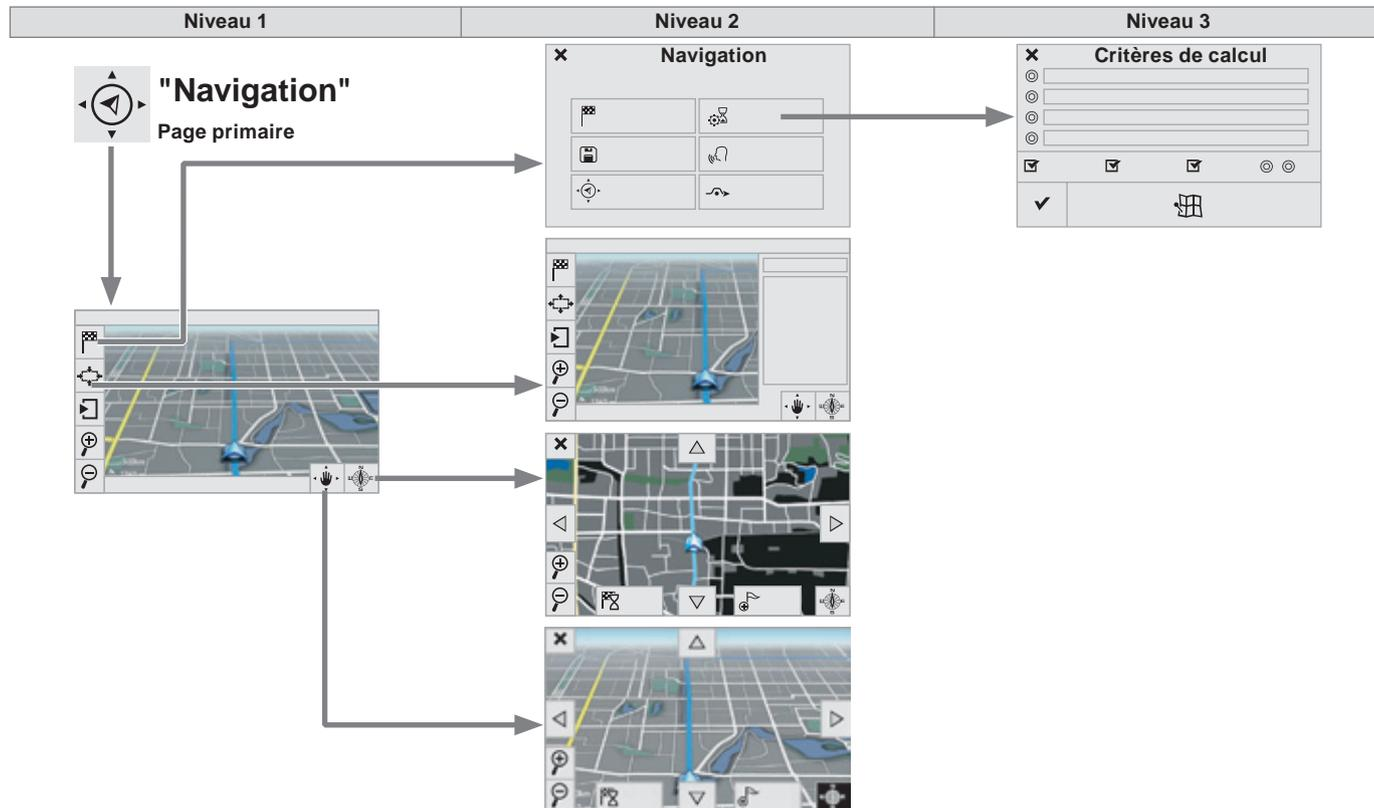 Niveau 1
Niveau 2
Niveau 3
"Navigation"
Page primaire
Navigation
Critères de calcul